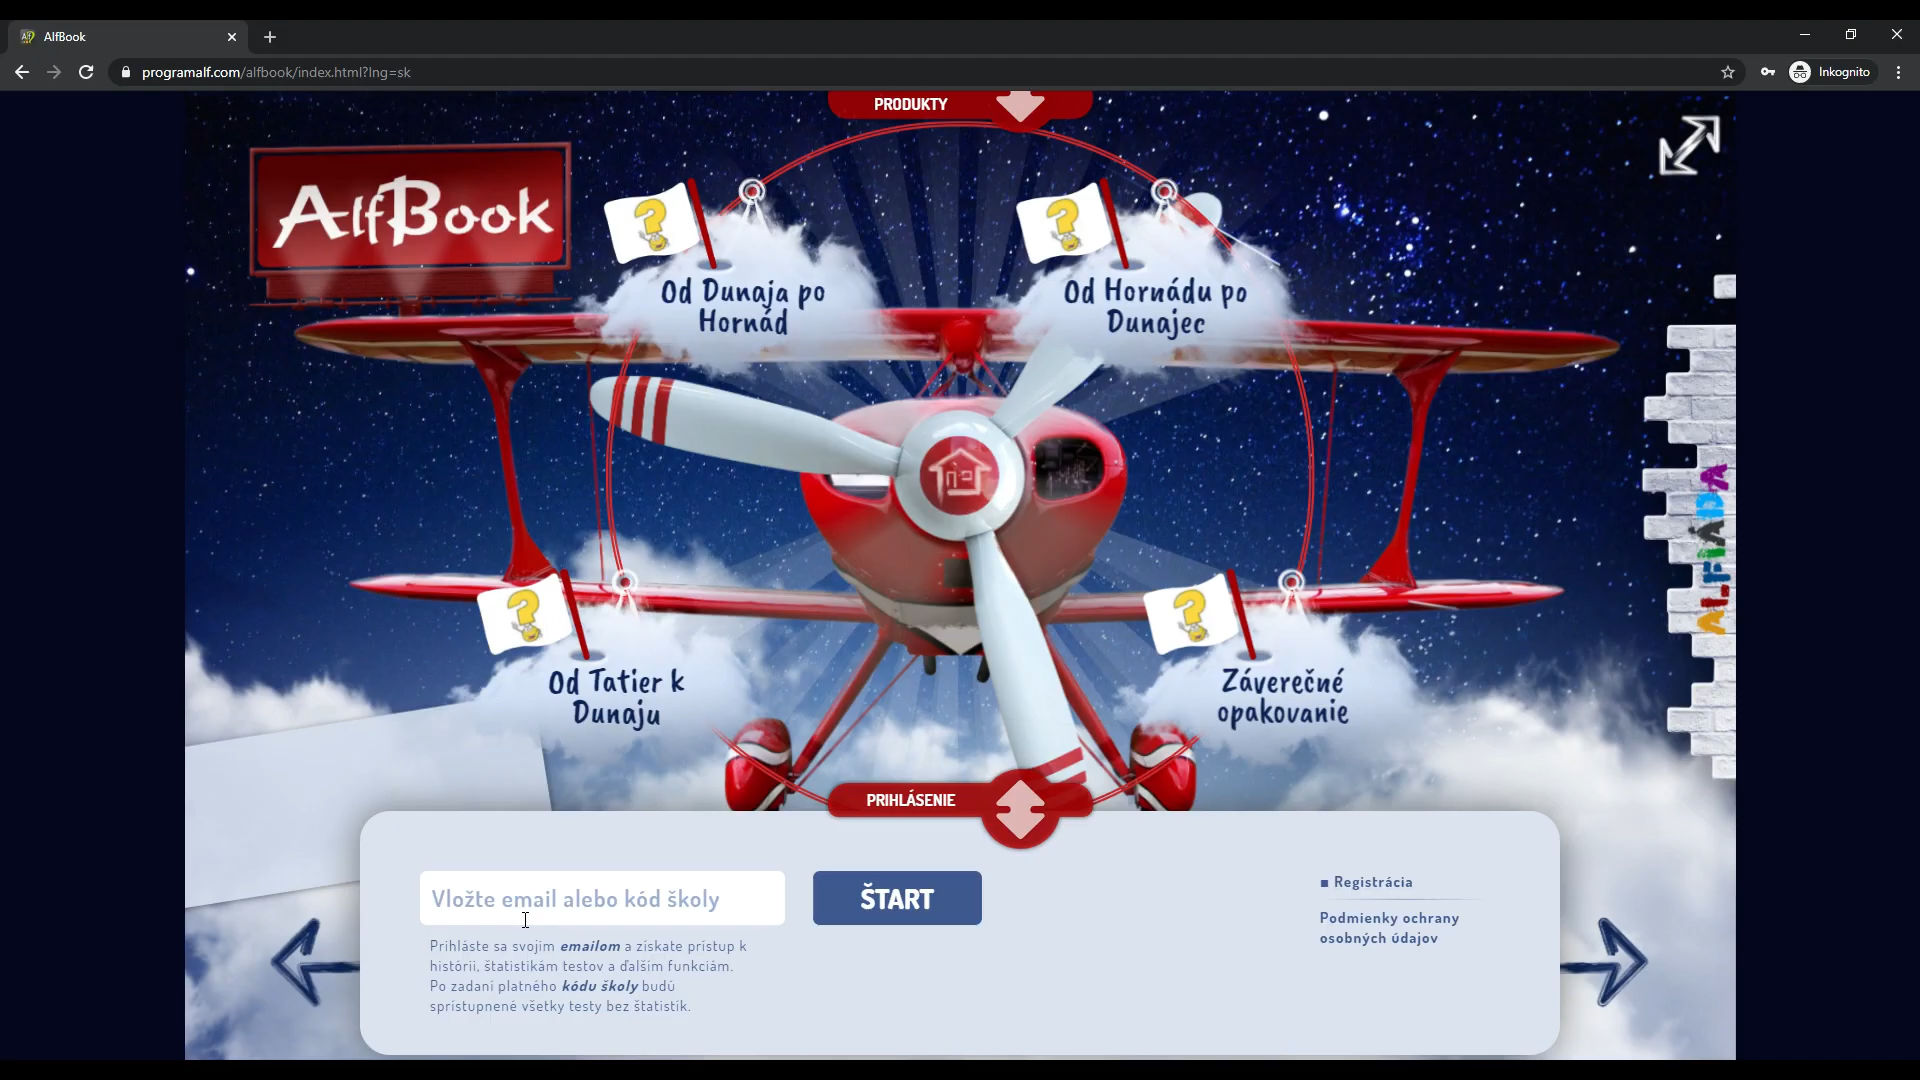 AlfBook
programalf.com/alfbook/index.html?lng=sk
Inkognito
PRODUKTY
AlfBook
Od Dunaja po
Hornád
Od Hornádu po
Dunajec
ALFIADA
Od Tatier k
Dunaju
Záverečné
opakovanie
PRIHLÁSENIE
Vložte email alebo kód školy
ŠTART
Prihláste sa svojim emailom a získate prístup k
histórii, štatistikám testov a ďalším funkciám.
Po zadaní platného kódu školy budú
sprístupnené všetky testy bez štatistík.
Registrácia
Podmienky ochrany
osobných údajov